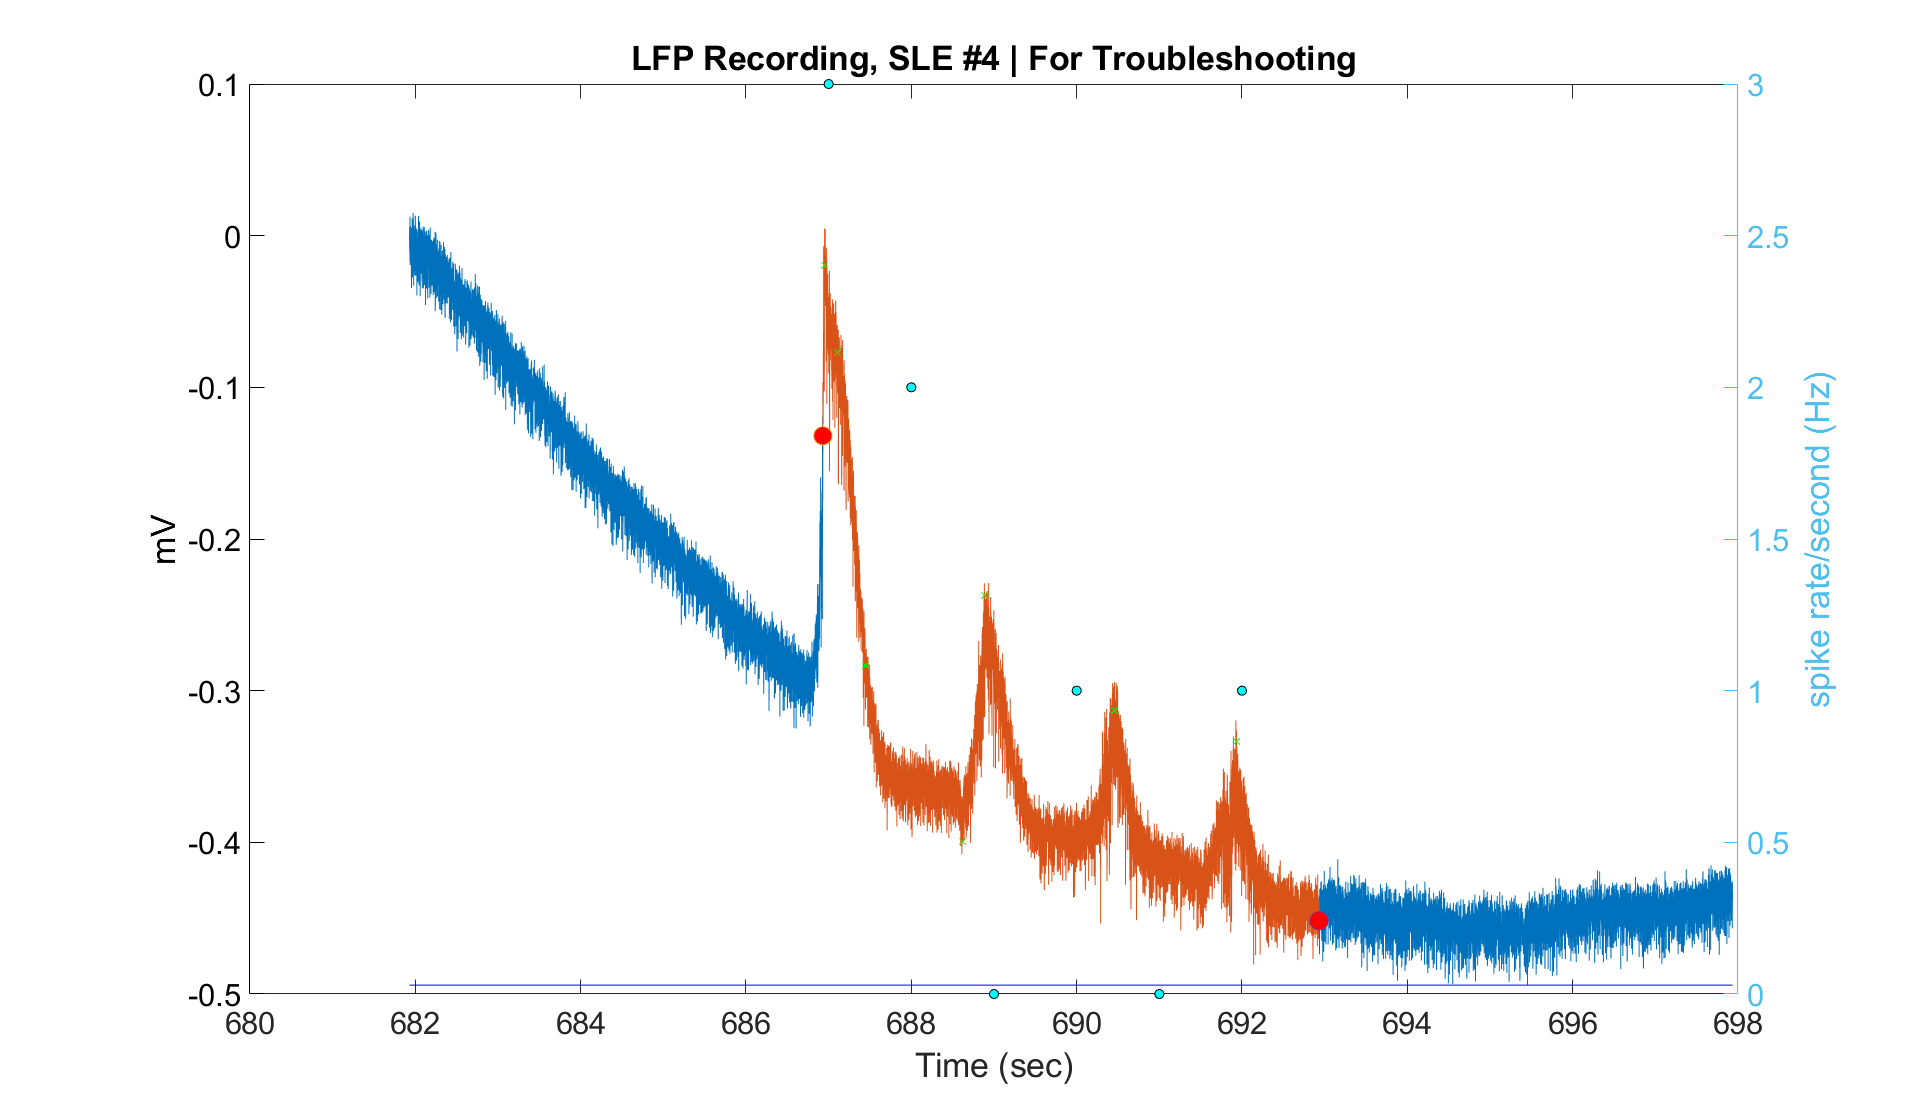 LFP Recording, SLE #4 | For Troubleshooting
0.1
0
-0.1
-0.2
-0.3
-0.4
-0.5
mV
3
2.5
2
1.5
1
0.5
0
spike rate/second (Hz)
680 682 684 686 688 690 692 694 696 698
Time (sec)